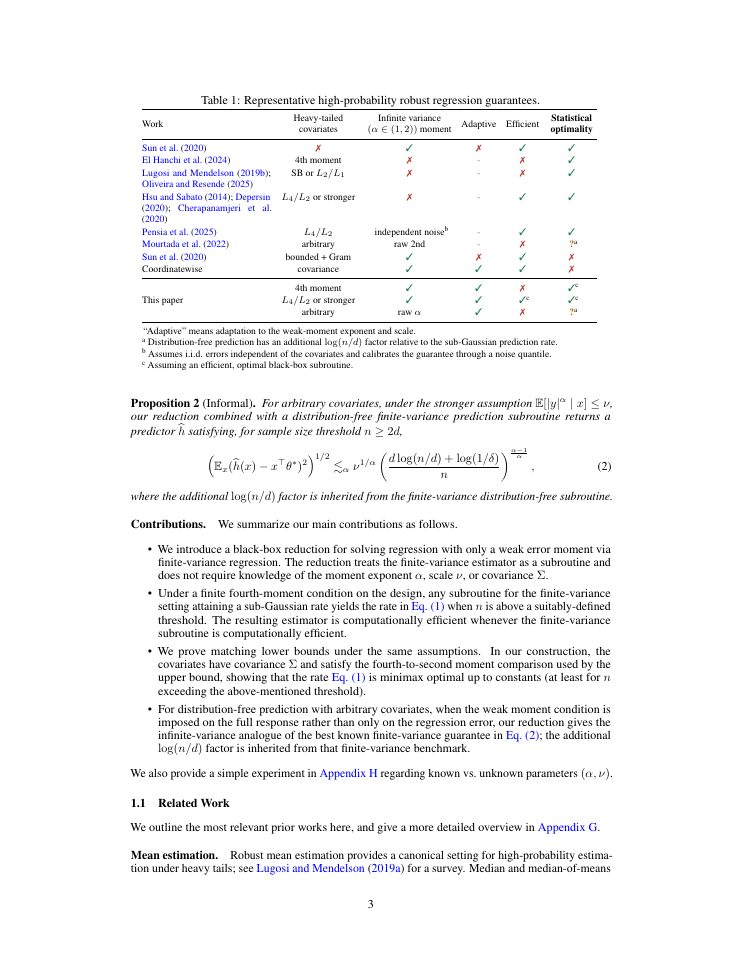 Table 1: Representative high-probability robust regression guarantees.
Work | Heavy-tailed covariates | Infinite variance (α ∈ (1, 2)) moment | Adaptive | Efficient | Statistical optimality
Sun et al. (2020) | ✗ | ✓ | ✗ | ✓ | ✓
El Hanchi et al. (2024) | 4th moment | ✗ | - | ✗ | ✓
Lugosi and Mendelson (2019b); | SB or L₂/L₁ | ✗ | - | ✗ | ✓
Oliveira and Resende (2025)
Hsu and Sabato (2014); Depersin | L₄/L₂ or stronger | ✗ | - | ✓ | ✓
(2020); Cherapanamjeri et al.
(2020)
Pensia et al. (2025) | L₄/L₂ | independent noiseᵇ | - | ✓ | ✓
Mourtada et al. (2022) | arbitrary | raw 2nd | - | ✗ | ?ᵃ
Sun et al. (2020) | bounded + Gram | ✓ | ✗ | ✓ | ✗
Coordinatewise | covariance | ✓ | ✓ | ✓ | ✗
4th moment | ✓ | ✓ | ✗ | ✓ᶜ
This paper | L₄/L₂ or stronger | ✓ | ✓ | ✓ᶜ | ✓ᶜ
arbitrary | raw α | ✓ | ✗ | ?ᵃ
“Adaptive” means adaptation to the weak-moment exponent and scale.
ᵃ Distribution-free prediction has an additional log(n/d) factor relative to the sub-Gaussian prediction rate.
ᵇ Assumes i.i.d. errors independent of the covariates and calibrates the guarantee through a noise quantile.
ᶜ Assuming an efficient, optimal black-box subroutine.
Proposition 2 (Informal). For arbitrary covariates, under the stronger assumption E[|y|^α | x] ≤ ν,
our reduction combined with a distribution-free finite-variance prediction subroutine returns a
predictor ĥ satisfying, for sample size threshold n ≥ 2d,
(E_x(ĥ(x) − x^⊤θ*)²)^{1/2} ≲_α ν^{1/α} ((d log(n/d) + log(1/δ))/n)^{(α−1)/α}, (2)
where the additional log(n/d) factor is inherited from the finite-variance distribution-free subroutine.
Contributions. We summarize our main contributions as follows.
• We introduce a black-box reduction for solving regression with only a weak error moment via
finite-variance regression. The reduction treats the finite-variance estimator as a subroutine and
does not require knowledge of the moment exponent α, scale ν, or covariance Σ.
• Under a finite fourth-moment condition on the design, any subroutine for the finite-variance
setting attaining a sub-Gaussian rate yields the rate in Eq. (1) when n is above a suitably-defined
threshold. The resulting estimator is computationally efficient whenever the finite-variance
subroutine is computationally efficient.
• We prove matching lower bounds under the same assumptions. In our construction, the
covariates have covariance Σ and satisfy the fourth-to-second moment comparison used by the
upper bound, showing that the rate Eq. (1) is minimax optimal up to constants (at least for n
exceeding the above-mentioned threshold).
• For distribution-free prediction with arbitrary covariates, when the weak moment condition is
imposed on the full response rather than only on the regression error, our reduction gives the
infinite-variance analogue of the best known finite-variance guarantee in Eq. (2); the additional
log(n/d) factor is inherited from that finite-variance benchmark.
We also provide a simple experiment in Appendix H regarding known vs. unknown parameters (α, ν).
1.1 Related Work
We outline the most relevant prior works here, and give a more detailed overview in Appendix G.
Mean estimation. Robust mean estimation provides a canonical setting for high-probability estima-
tion under heavy tails; see Lugosi and Mendelson (2019a) for a survey. Median and median-of-means
3